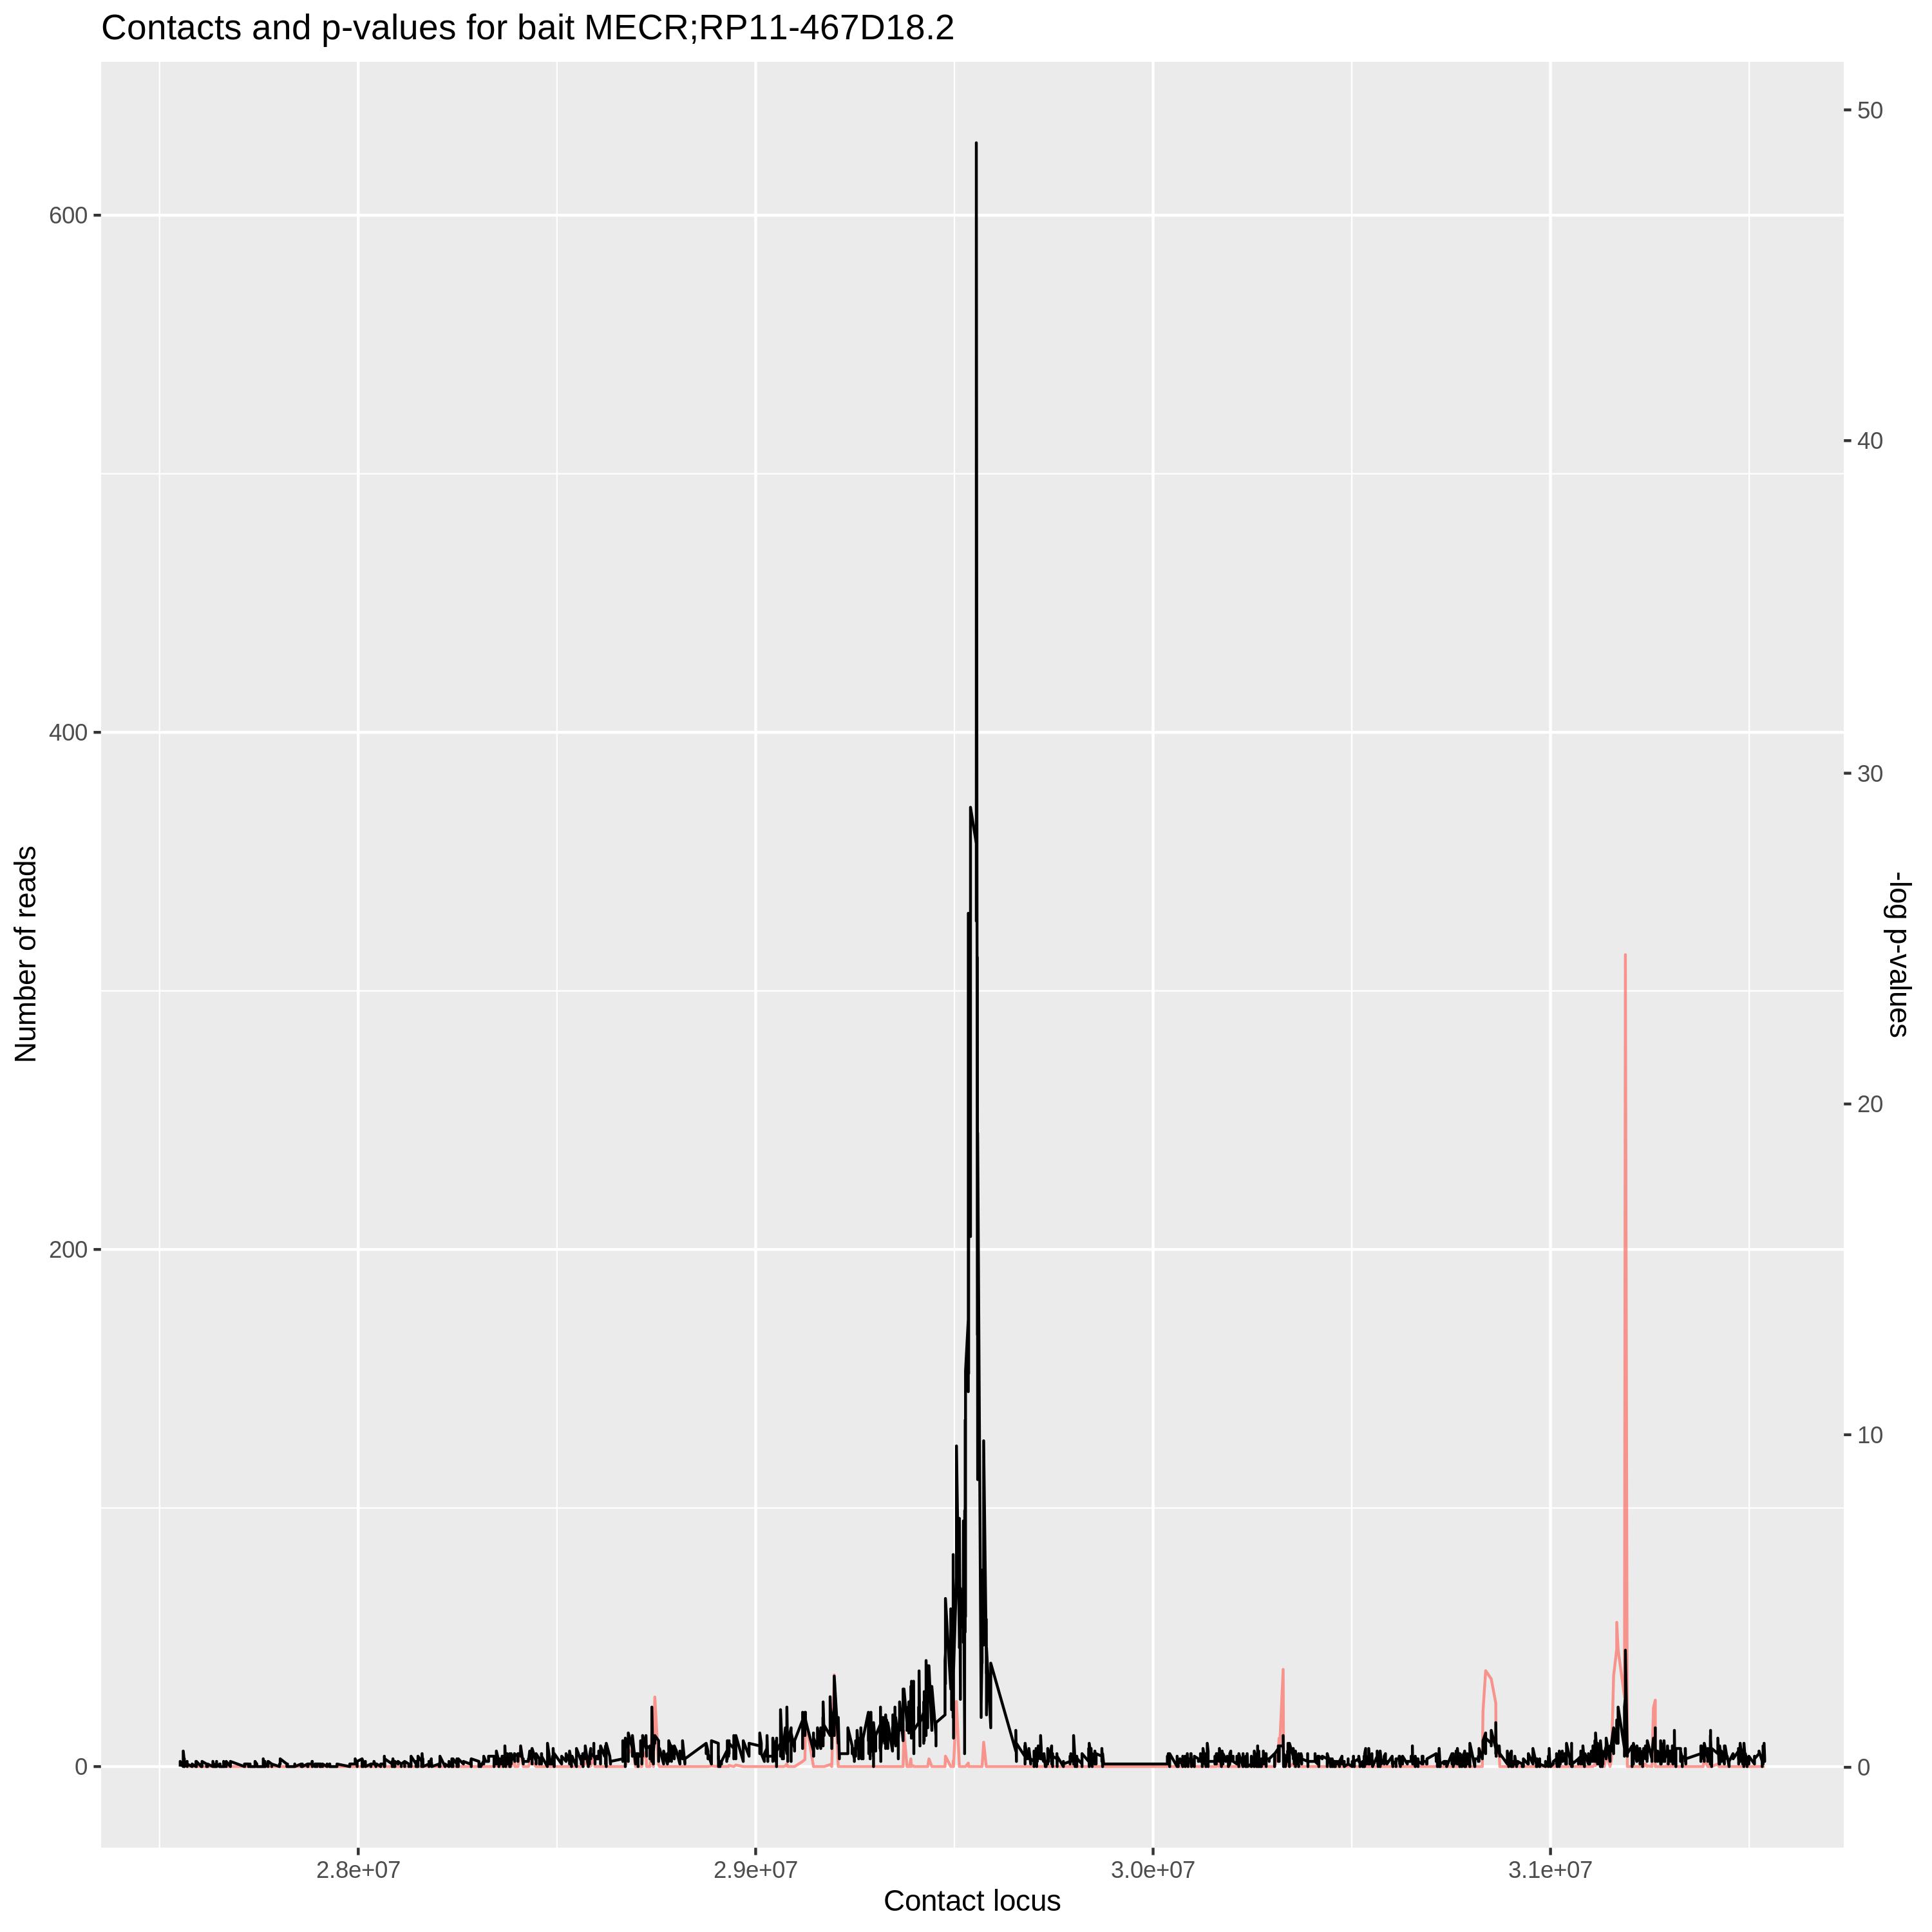 Contacts and p-values for bait MECR;RP11-467D18.2
600
400
200
0
Number of reads
50
40
30
20
10
0
-log p-values
2.8e+07
2.9e+07
3.0e+07
3.1e+07
Contact locus